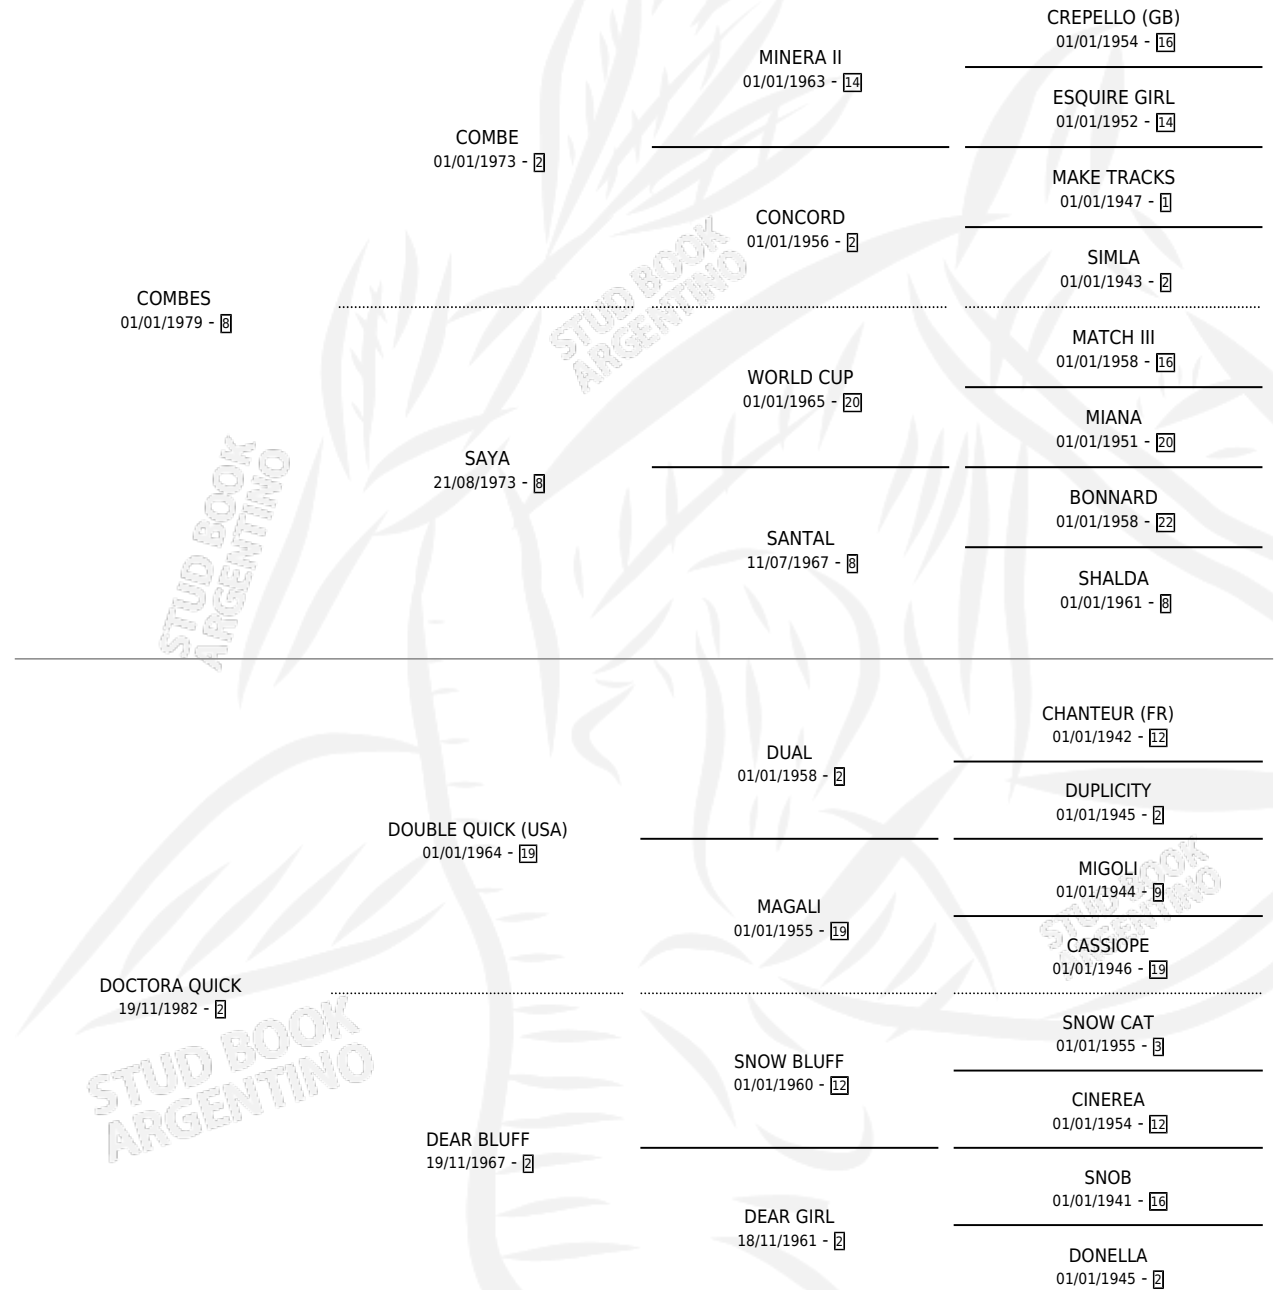 CREPELLO (GB)
01/01/1954 - 16
MINERA II
01/01/1963 - 14
ESQUIRE GIRL
01/01/1952 - 14
COMBE
01/01/1973 - 2
MAKE TRACKS
01/01/1947 - 1
CONCORD
01/01/1956 - 2
SIMLA
01/01/1943 - 2
COMBES
01/01/1979 - 8
MATCH III
01/01/1958 - 16
WORLD CUP
01/01/1965 - 20
MIANA
01/01/1951 - 20
SAYA
21/08/1973 - 8
BONNARD
01/01/1958 - 22
SANTAL
11/07/1967 - 8
SHALDA
01/01/1961 - 8
CHANTEUR (FR)
01/01/1942 - 12
DUAL
01/01/1958 - 2
DUPLICITY
01/01/1945 - 2
DOUBLE QUICK (USA)
01/01/1964 - 19
MIGOLI
01/01/1944 - 9
MAGALI
01/01/1955 - 19
CASSIOPE
01/01/1946 - 19
DOCTORA QUICK
19/11/1982 - 2
SNOW CAT
01/01/1955 - 3
SNOW BLUFF
01/01/1960 - 12
CINEREA
01/01/1954 - 12
DEAR BLUFF
19/11/1967 - 2
SNOB
01/01/1941 - 16
DEAR GIRL
18/11/1961 - 2
DONELLA
01/01/1945 - 2
STUD BOOK
ARGENTINO
STUD BOOK
ARGENTINO
STUD BOOK
ARGENTINO
STUD BOOK
ARGENTINO